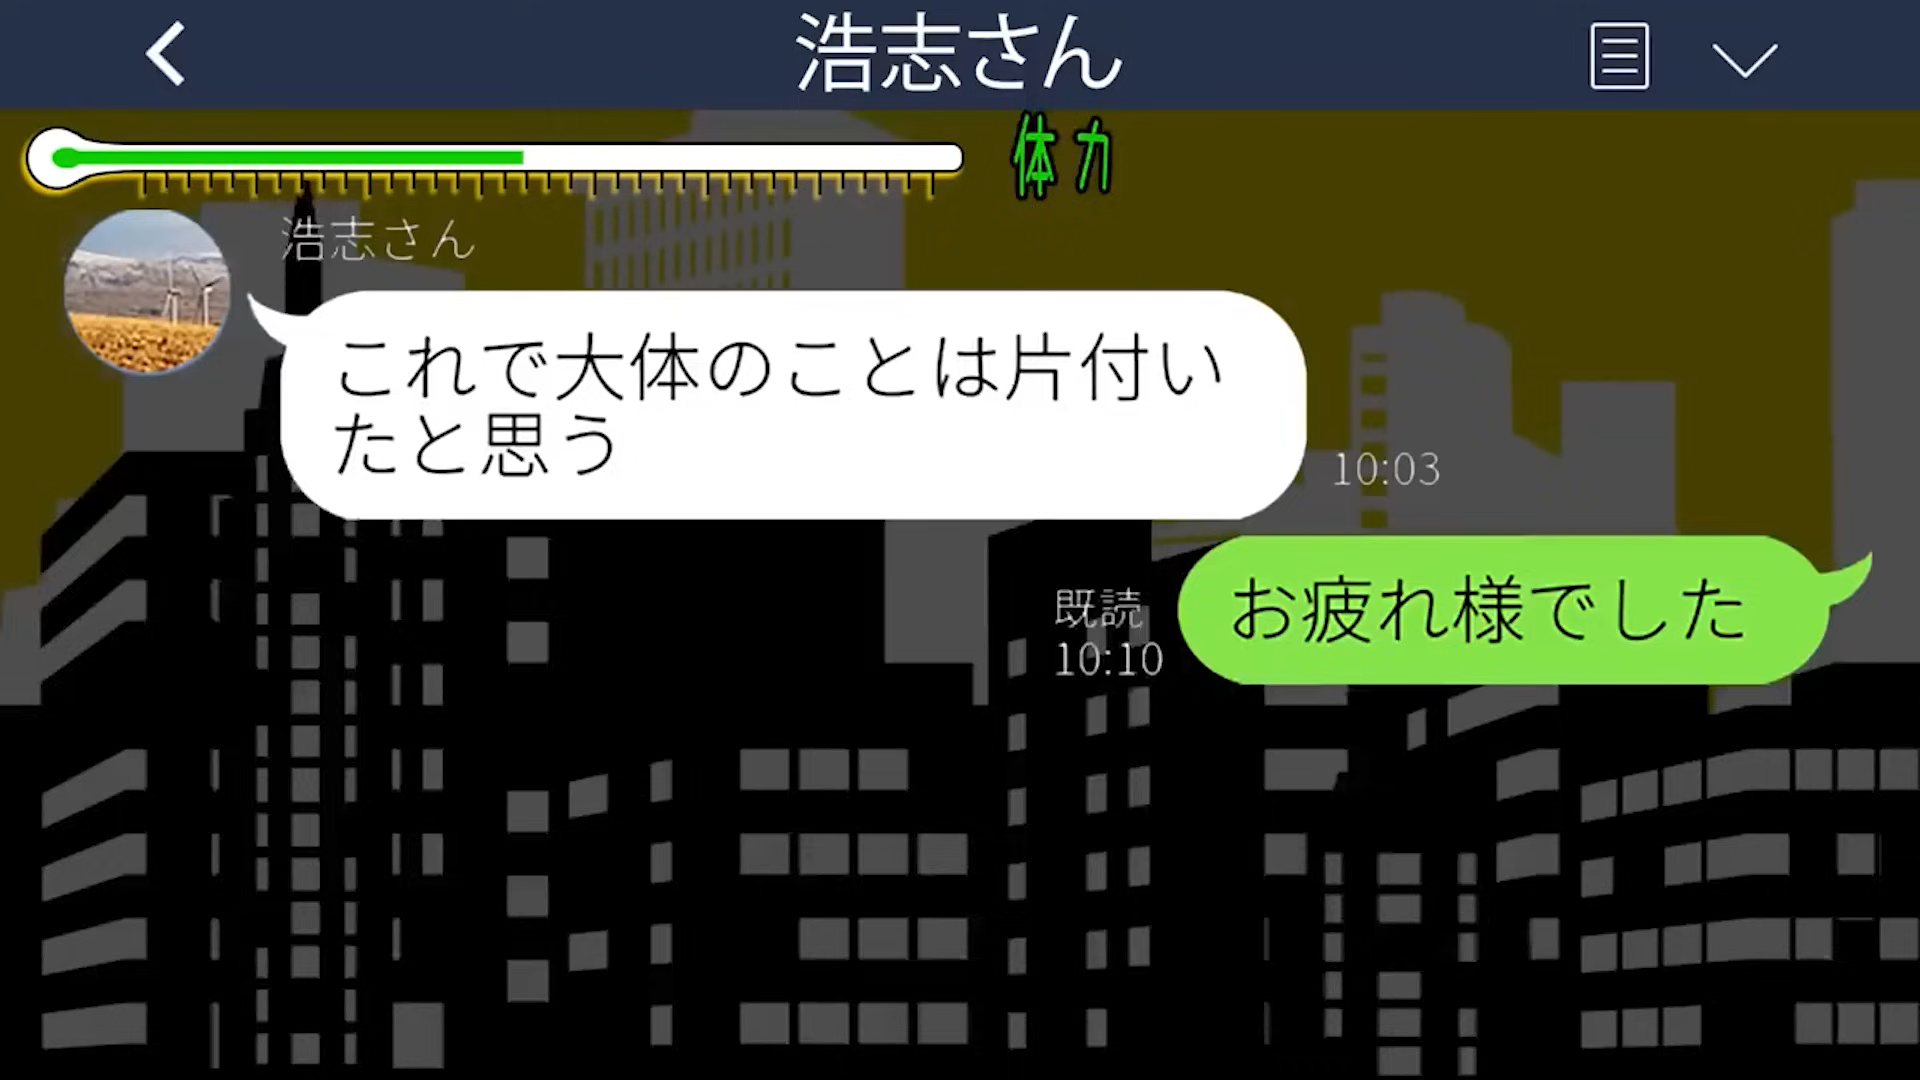 浩志さん
体力
浩志さん
これで大体のことは片付い
たと思う
10:03
お疲れ様でした
既読
10:10